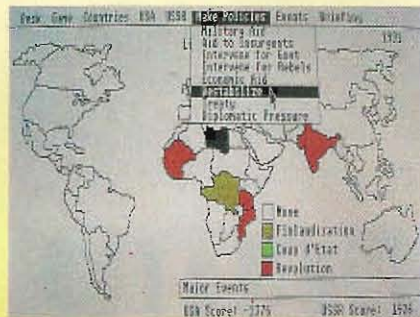 Desk Game Countries USA USSR Make Policies Events Briefing
Military Aid
Aid to Insurgents
Intervene for Govt
Intervene for Rebels
Economic Aid
Destabilize
Treaty
Diplomatic Pressure
None
Finlandization
Coup d'Etat
Revolution
Major Events
USA Score: USSR Score: